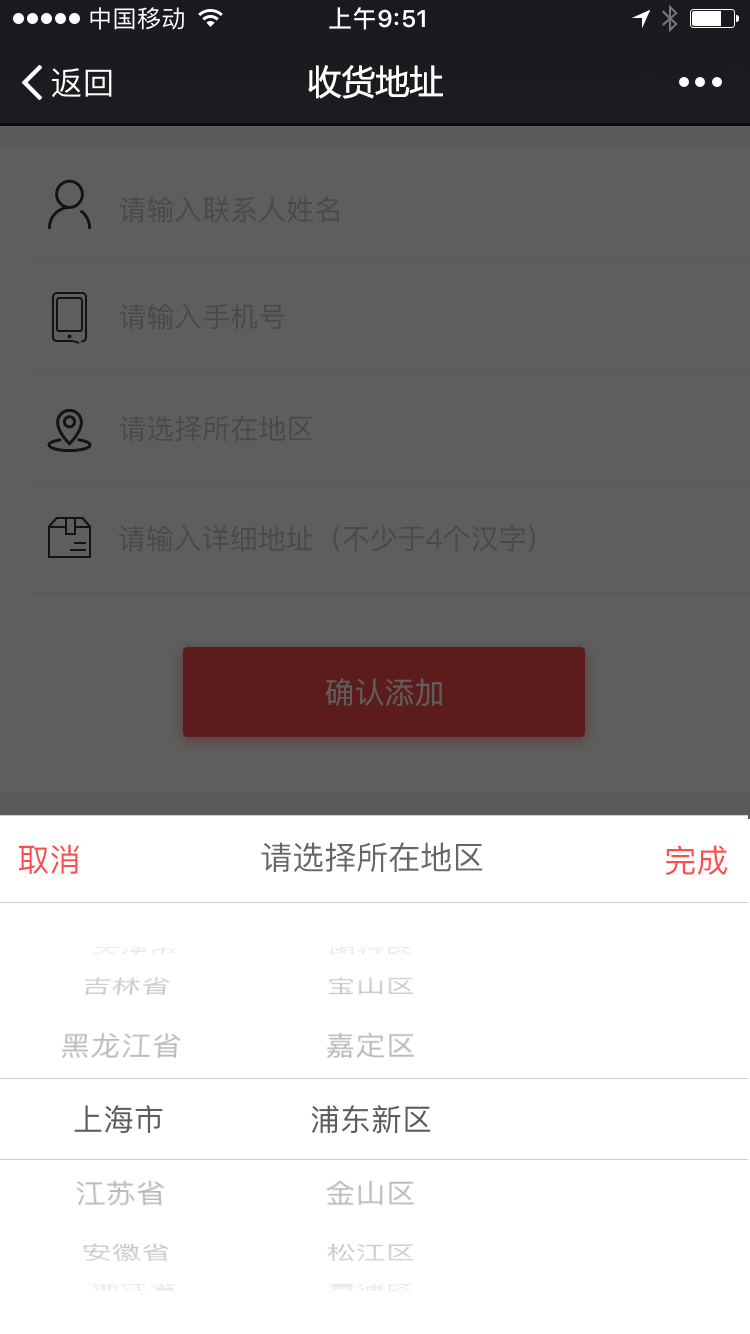 中国移动 上午9:51
返回 收货地址
请输入联系人姓名
请输入手机号
请选择所在地区
请输入详细地址（不少于4个汉字）
确认添加
取消 请选择所在地区 完成
吉林省 宝山区
黑龙江省 嘉定区
上海市 浦东新区
江苏省 金山区
安徽省 松江区